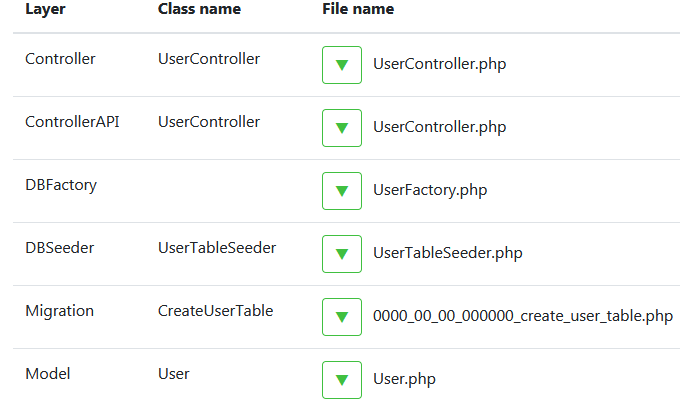 Layer Class name File name
Controller UserController UserController.php
ControllerAPI UserController UserController.php
DBFactory UserFactory.php
DBSeeder UserTableSeeder UserTableSeeder.php
Migration CreateUserTable 0000_00_00_000000_create_user_table.php
Model User User.php